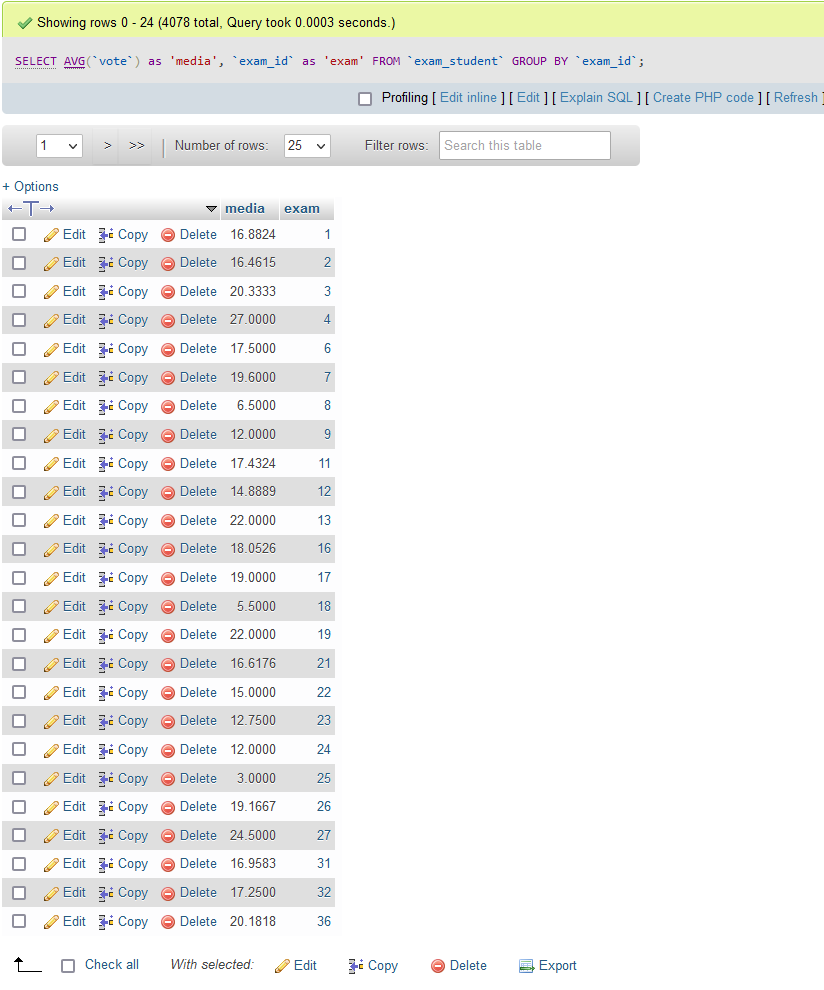 Showing rows 0 - 24 (4078 total, Query took 0.0003 seconds.)
SELECT AVG(`vote`) as 'media', `exam_id` as 'exam' FROM `exam_student` GROUP BY `exam_id`;
Profiling [ Edit inline ] [ Edit ] [ Explain SQL ] [ Create PHP code ] [ Refresh ]
1 > >> | Number of rows: 25 Filter rows: Search this table
+ Options
←T→ media exam
Edit Copy Delete 16.8824 1
Edit Copy Delete 16.4615 2
Edit Copy Delete 20.3333 3
Edit Copy Delete 27.0000 4
Edit Copy Delete 17.5000 6
Edit Copy Delete 19.6000 7
Edit Copy Delete 6.5000 8
Edit Copy Delete 12.0000 9
Edit Copy Delete 17.4324 11
Edit Copy Delete 14.8889 12
Edit Copy Delete 22.0000 13
Edit Copy Delete 18.0526 16
Edit Copy Delete 19.0000 17
Edit Copy Delete 5.5000 18
Edit Copy Delete 22.0000 19
Edit Copy Delete 16.6176 21
Edit Copy Delete 15.0000 22
Edit Copy Delete 12.7500 23
Edit Copy Delete 12.0000 24
Edit Copy Delete 3.0000 25
Edit Copy Delete 19.1667 26
Edit Copy Delete 24.5000 27
Edit Copy Delete 16.9583 31
Edit Copy Delete 17.2500 32
Edit Copy Delete 20.1818 36
Check all With selected: Edit Copy Delete Export